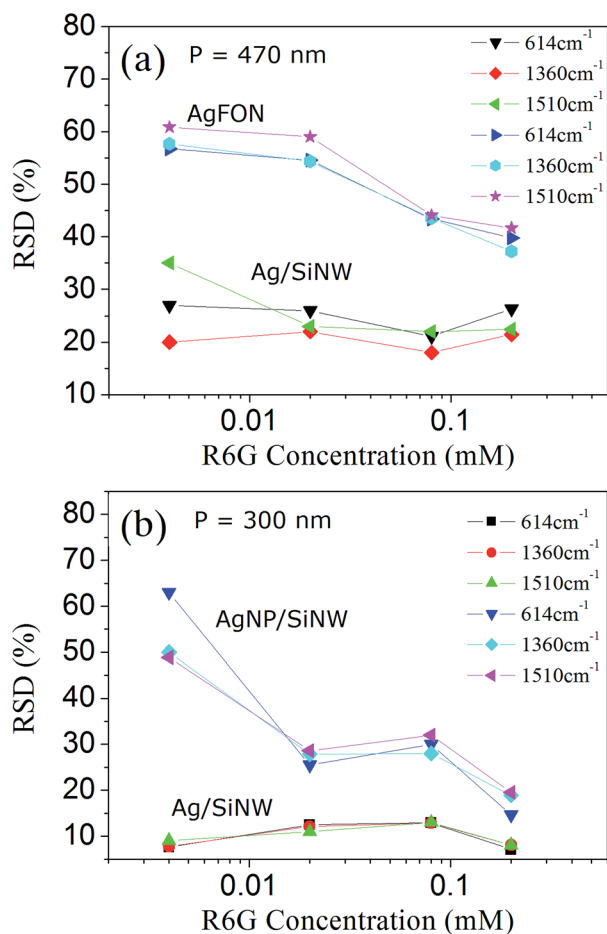 80
(a) P = 470 nm
70
AgFON
60
50
40
Ag/SiNW
30
20
10
RSD (%)
614cm-1
1360cm-1
1510cm-1
614cm-1
1360cm-1
1510cm-1
0.01 0.1
R6G Concentration (mM)
80
(b) P = 300 nm
70
60
AgNP/SiNW
50
40
30
20
Ag/SiNW
10
RSD (%)
614cm-1
1360cm-1
1510cm-1
614cm-1
1360cm-1
1510cm-1
0.01 0.1
R6G Concentration (mM)